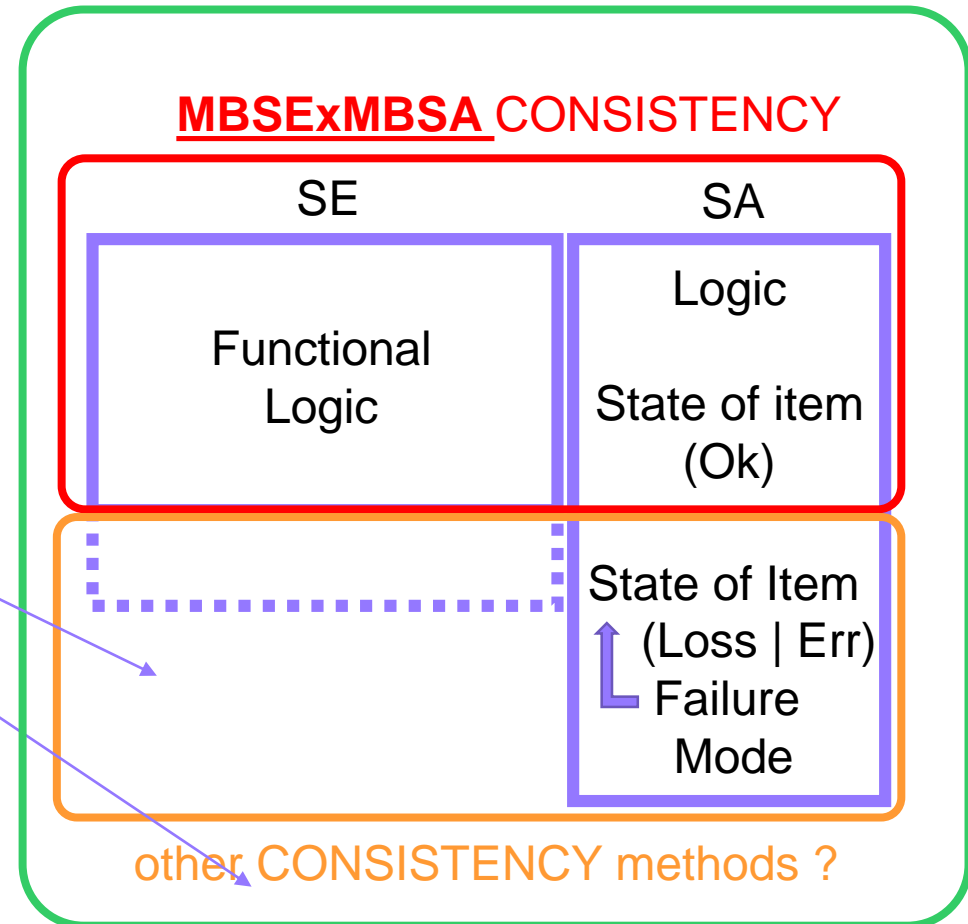 MBSExMBSA CONSISTENCY
SE
SA
Functional
Logic
Logic
State of item
(Ok)
State of Item
(Loss | Err)
Failure
Mode
other CONSISTENCY methods ?